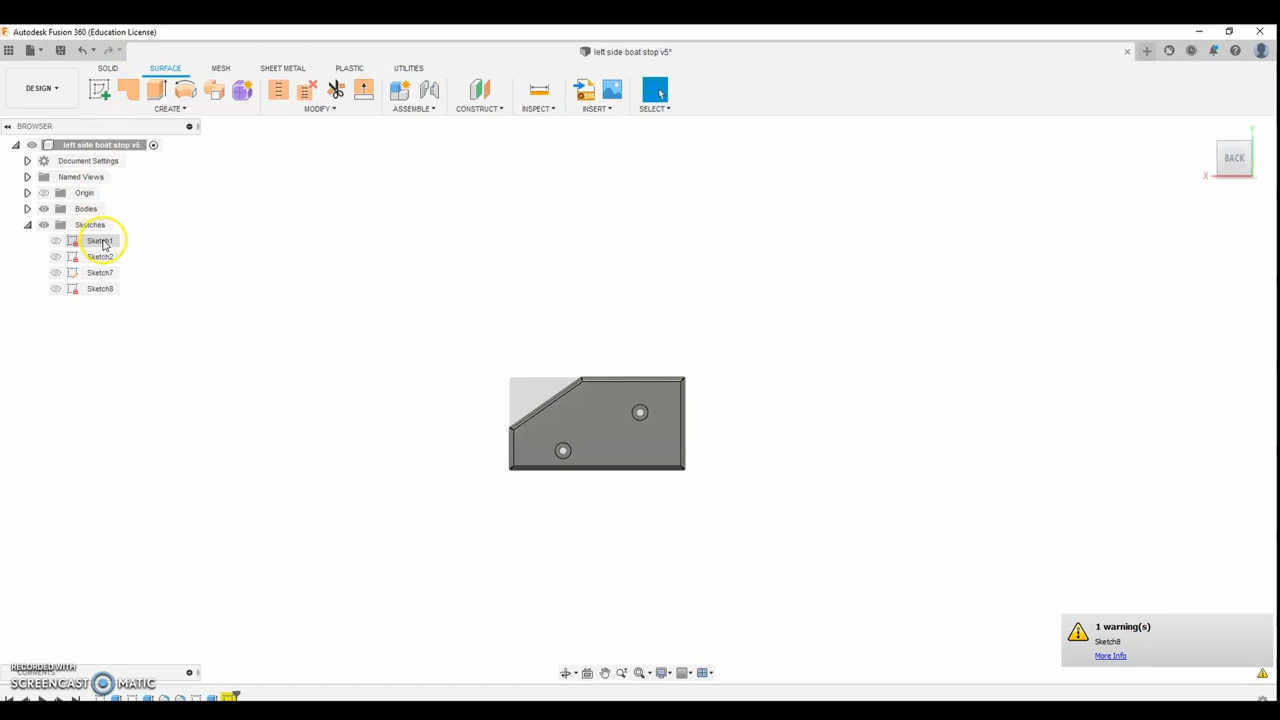 Autodesk Fusion 360 (Education License)
left side boat stop v5*
DESIGN
SOLID SURFACE MESH SHEET METAL PLASTIC UTILITIES
CREATE MODIFY ASSEMBLE CONSTRUCT INSPECT INSERT SELECT
BROWSER
left side boat stop v5
Document Settings
Named Views
Origin
Bodies
Sketches
Sketch1
Sketch2
Sketch7
Sketch8
Y
BACK
X
1 warning(s)
Sketch8
More Info
RECORDED WITH
COMMENTS
SCREENCAST MATIC